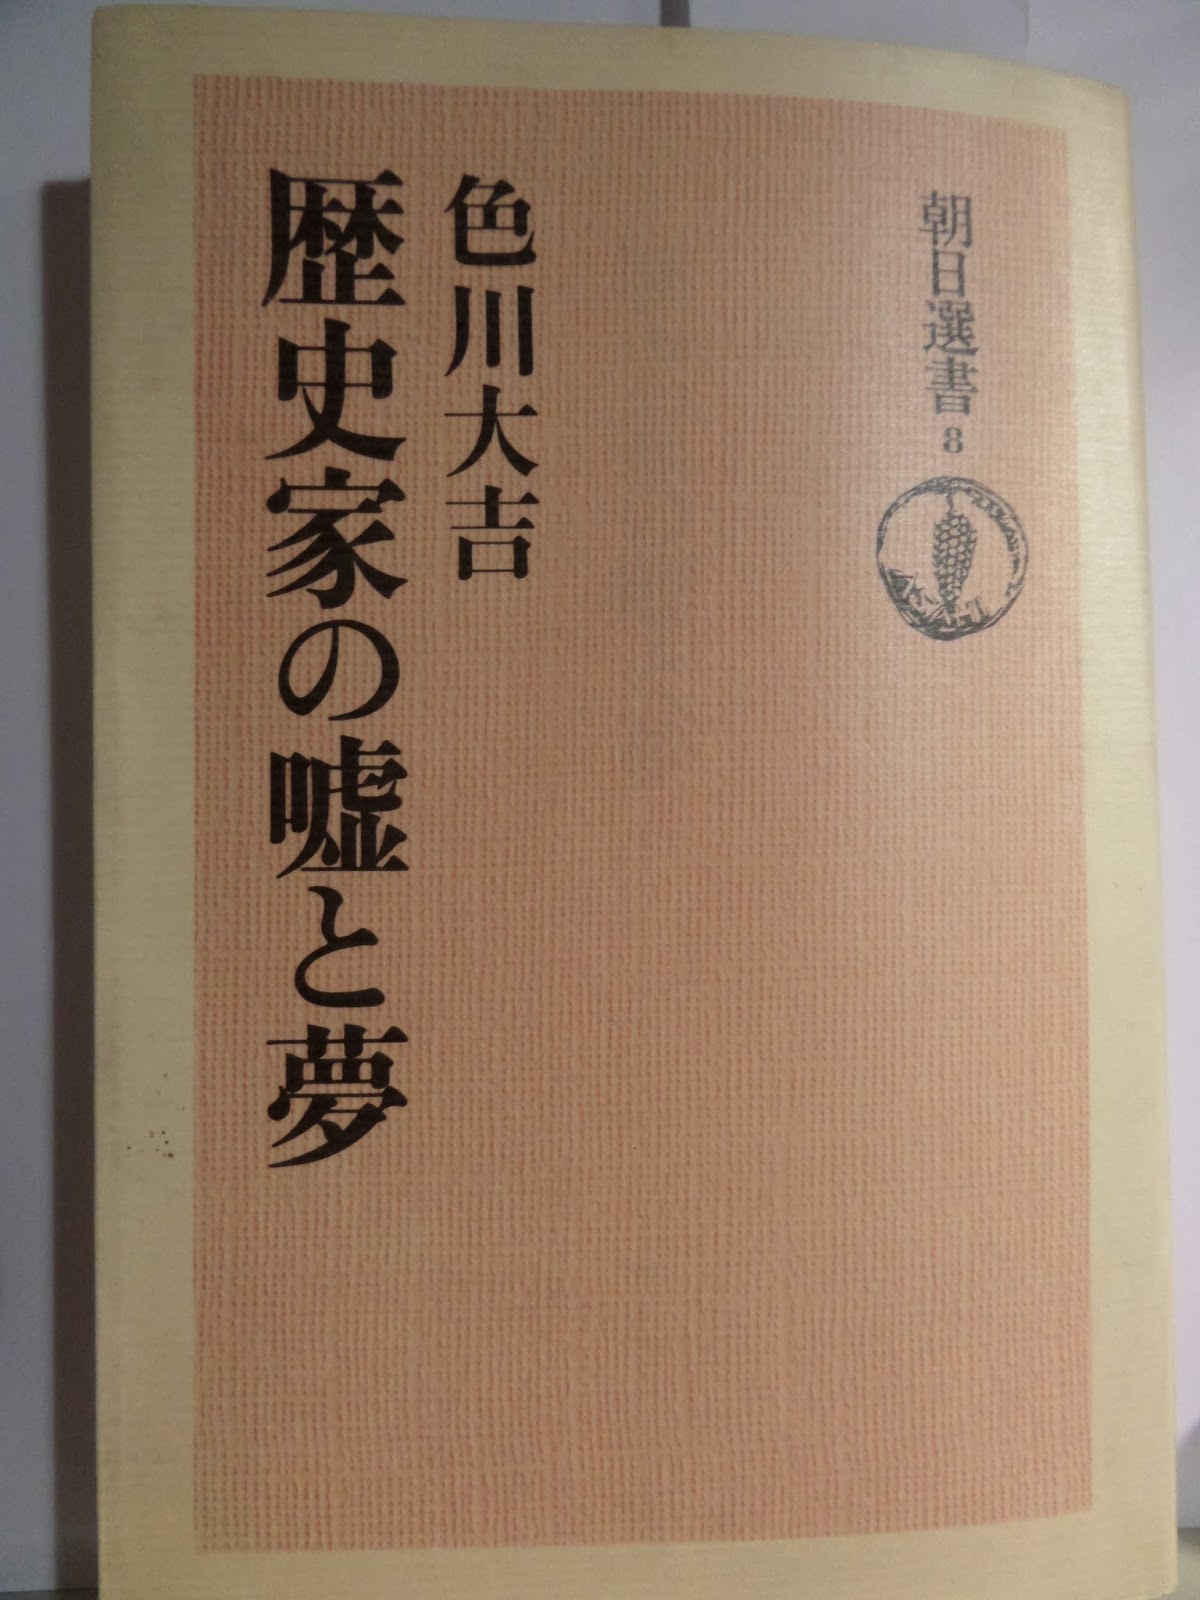 朝日選書 8
色川大吉
歴史家の嘘と夢